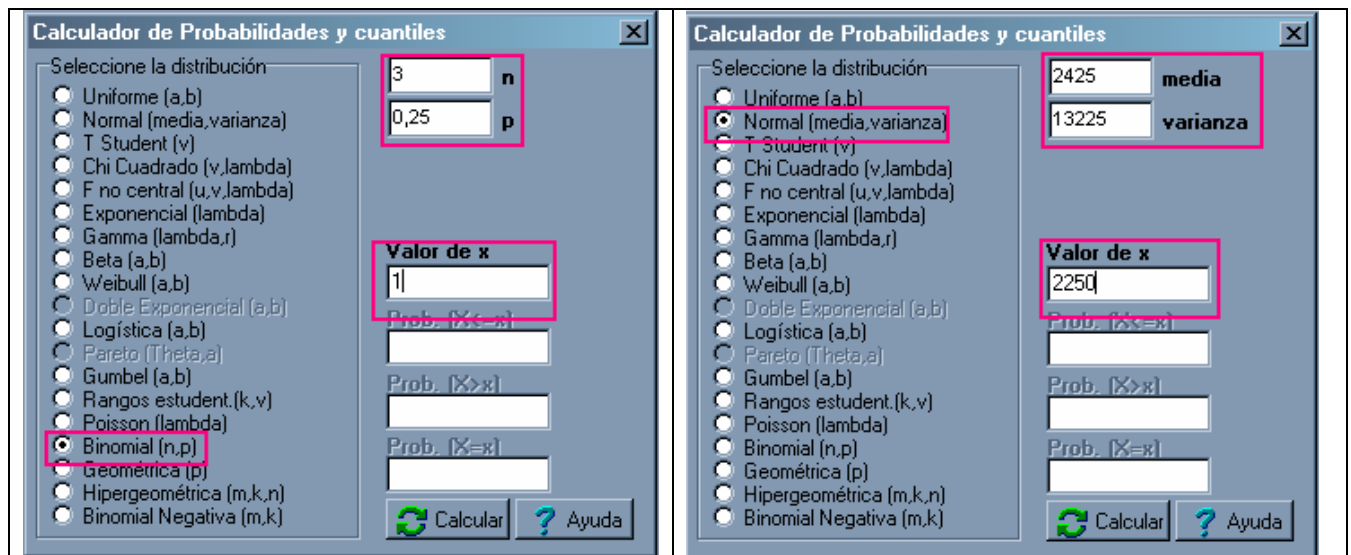 Calculador de Probabilidades y cuantiles
Seleccione la distribución
Uniforme (a,b)
Normal (media,varianza)
T Student (v)
Chi Cuadrado (v,lambda)
F no central (u,v,lambda)
Exponencial (lambda)
Gamma (lambda,r)
Beta (a,b)
Weibull (a,b)
Doble Exponencial (a,b)
Logística (a,b)
Pareto (Theta,a)
Gumbel (a,b)
Rangos estudent.(k,v)
Poisson (lambda)
Binomial (n,p)
Geométrica (p)
Hipergeométrica (m,k,n)
Binomial Negativa (m,k)
3 n
0,25 p
Valor de x
1
Prob. (X<=x)
Prob. (X>x)
Prob. (X=x)
Calcular
Ayuda
Calculador de Probabilidades y cuantiles
Seleccione la distribución
Uniforme (a,b)
Normal (media,varianza)
T Student (v)
Chi Cuadrado (v,lambda)
F no central (u,v,lambda)
Exponencial (lambda)
Gamma (lambda,r)
Beta (a,b)
Weibull (a,b)
Doble Exponencial (a,b)
Logística (a,b)
Pareto (Theta,a)
Gumbel (a,b)
Rangos estudent.(k,v)
Poisson (lambda)
Binomial (n,p)
Geométrica (p)
Hipergeométrica (m,k,n)
Binomial Negativa (m,k)
2425 media
13225 varianza
Valor de x
2250
Prob. (X<=x)
Prob. (X>x)
Prob. (X=x)
Calcular
Ayuda